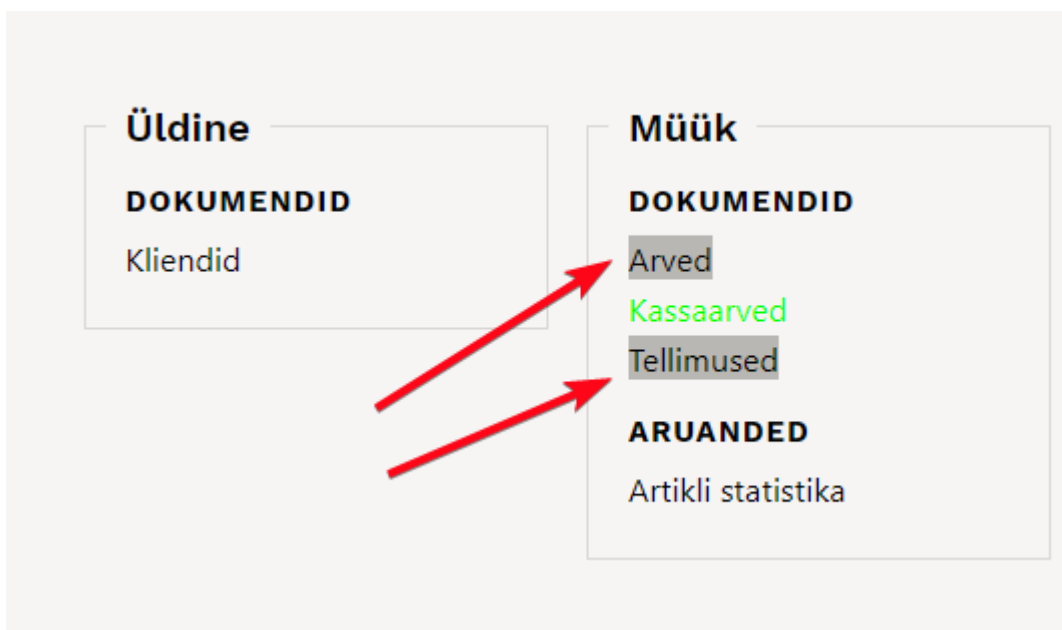 Üldine
DOKUMENDID
Kliendid
Müük
DOKUMENDID
Arved
Kassaarved
Tellimused
ARUANDED
Artikli statistika